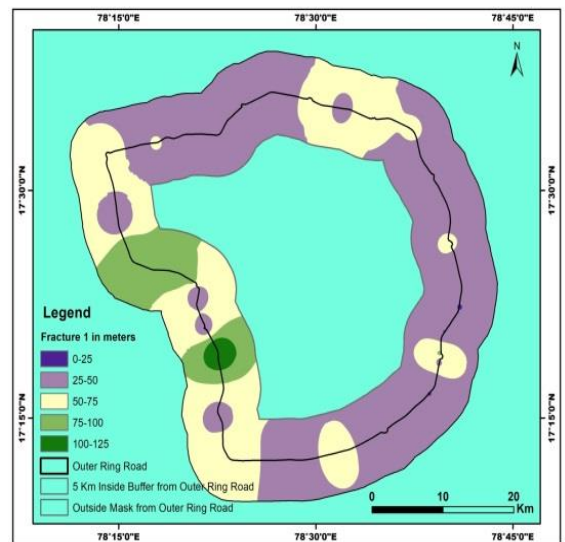 78°15'0"E 78°30'0"E 78°45'0"E
N
17°30'0"N 17°30'0"N
Legend
Fracture 1 in meters
0-25
25-50
50-75
75-100
100-125
Outer Ring Road
5 Km Inside Buffer from Outer Ring Road
Outside Mask from Outer Ring Road
17°15'0"N 17°15'0"N
0 10 20
Km
78°15'0"E 78°30'0"E 78°45'0"E